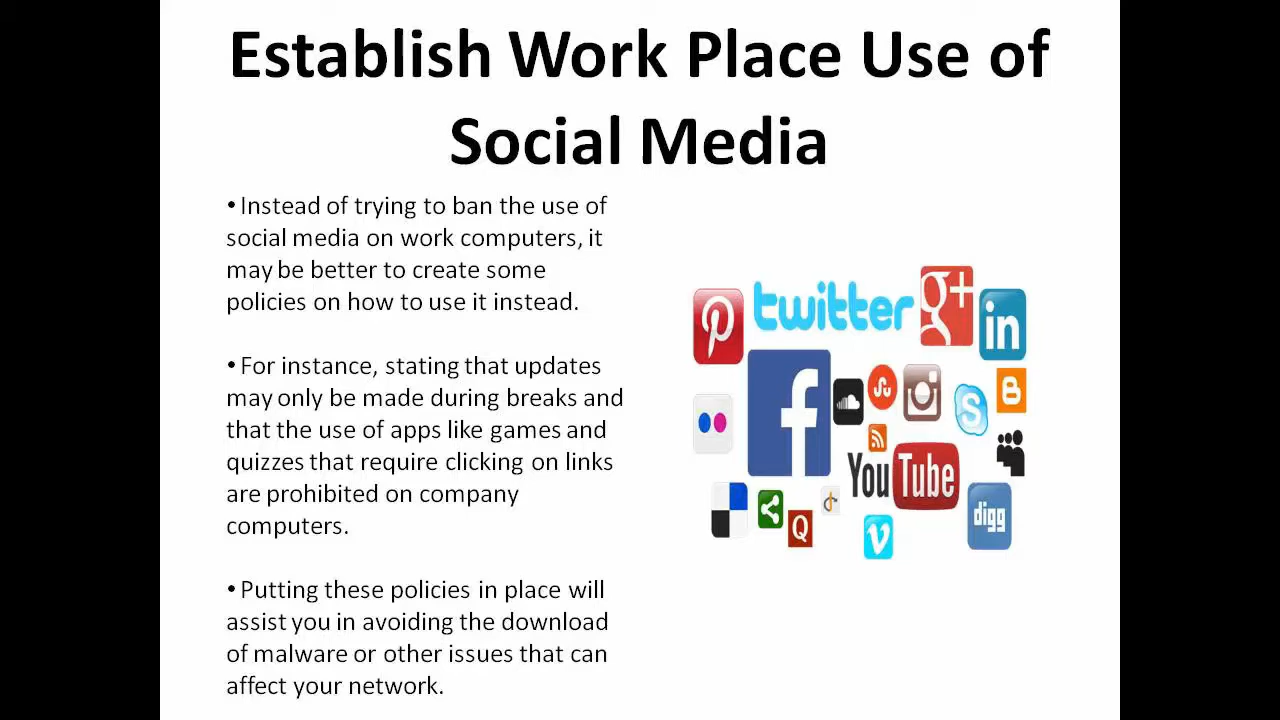 Establish Work Place Use of
Social Media
•Instead of trying to ban the use of
social media on work computers, it
may be better to create some
policies on how to use it instead.
•For instance, stating that updates
may only be made during breaks and
that the use of apps like games and
quizzes that require clicking on links
are prohibited on company
computers.
•Putting these policies in place will
assist you in avoiding the download
of malware or other issues that can
affect your network.
twitter
g+
in
f
S
B
You Tube
Q
digg
v